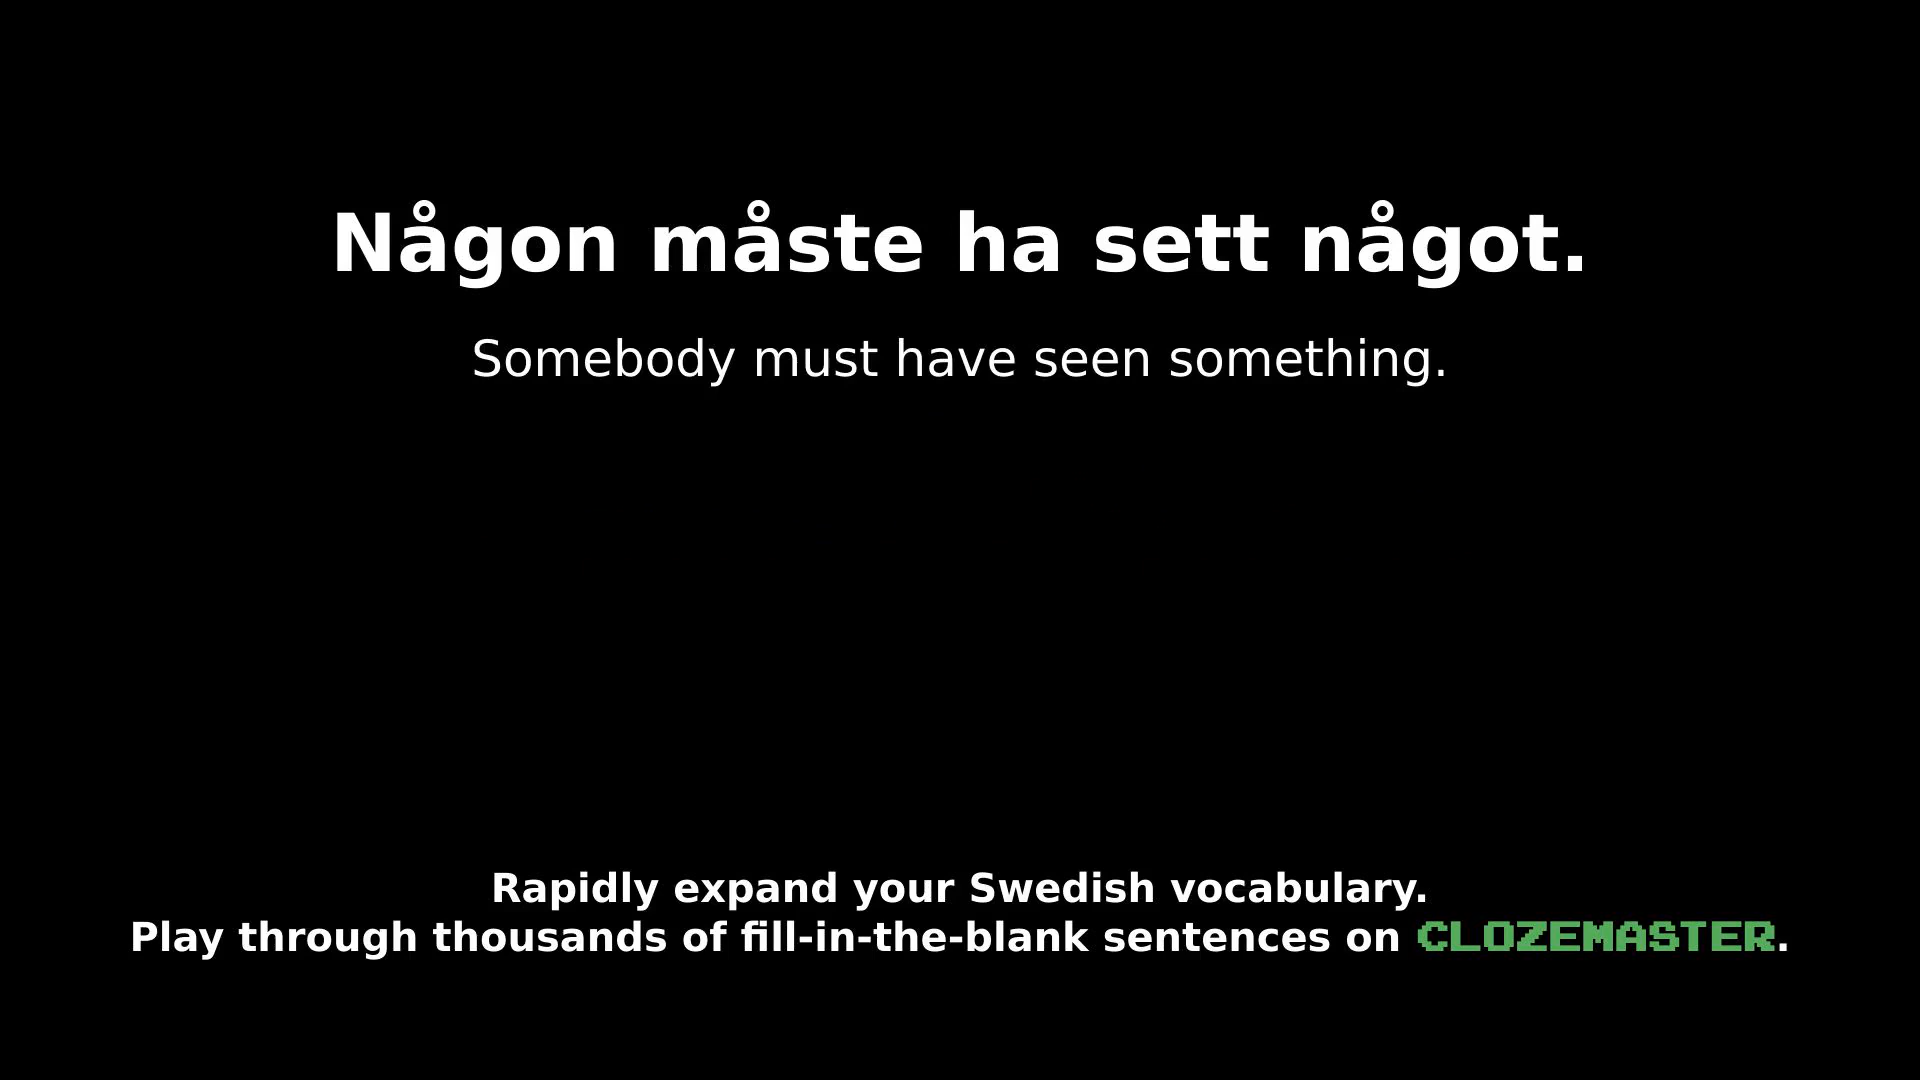 Någon måste ha sett något.
Somebody must have seen something.
Rapidly expand your Swedish vocabulary.
Play through thousands of fill-in-the-blank sentences on CLOZEMASTER.